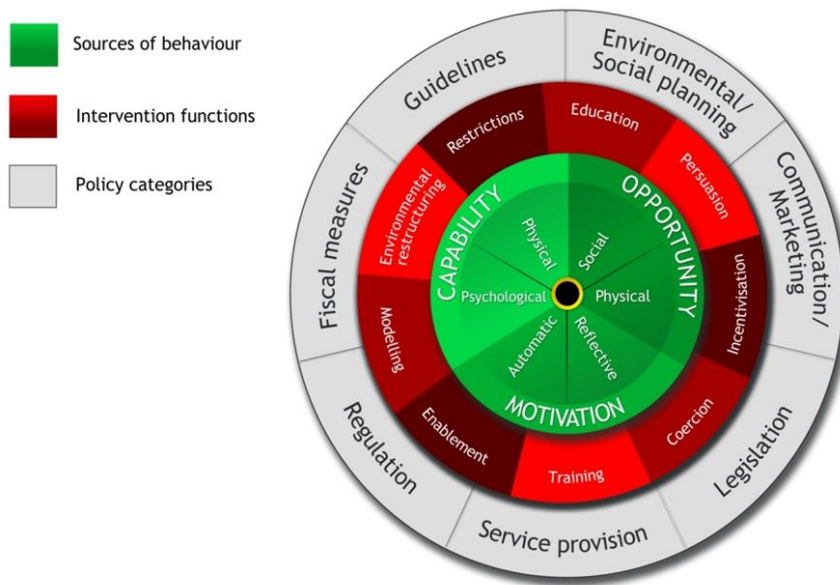 Sources of behaviour
Intervention functions
Policy categories
Guidelines
Environmental/
Social planning
Communication/
Marketing
Legislation
Service provision
Regulation
Fiscal measures
Restrictions
Education
Persuasion
Incentivisation
Coercion
Training
Enablement
Modelling
Environmental
restructuring
CAPABILITY
OPPORTUNITY
MOTIVATION
Physical
Social
Physical
Reflective
Automatic
Psychological